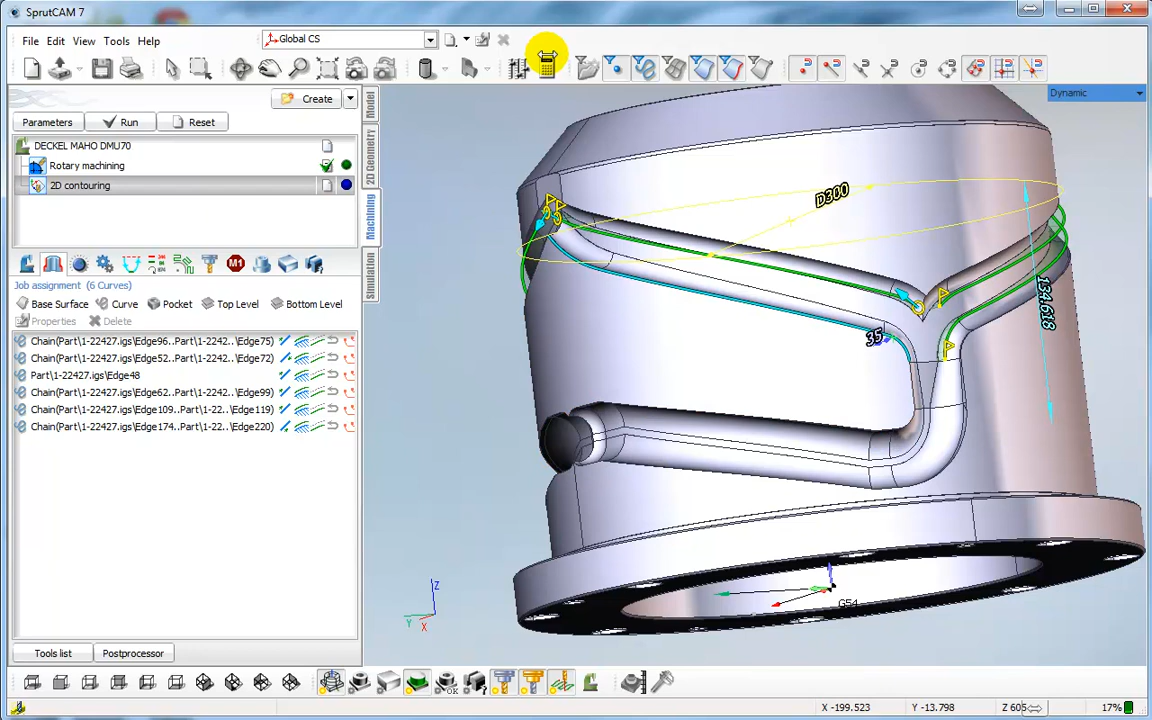 SprutCAM 7
File Edit View Tools Help
Global CS
Create
Parameters Run Reset
DECKEL MAHO DMU70
Rotary machining
2D contouring
Model
2D Geometry
Machining
Simulation
M1
Job assignment (6 Curves)
Base Surface Curve Pocket Top Level Bottom Level
Properties Delete
Chain(Part\1-22427.igs\Edge96..Part\1-2242..\Edge75)
Chain(Part\1-22427.igs\Edge52..Part\1-2242..\Edge72)
Part\1-22427.igs\Edge48
Chain(Part\1-22427.igs\Edge62..Part\1-2242..\Edge99)
Chain(Part\1-22427.igs\Edge109..Part\1-22..\Edge119)
Chain(Part\1-22427.igs\Edge174..Part\1-22..\Edge220)
Tools list Postprocessor
Dynamic
D300
134.618
35
G54
Z
Y
X
OK
X -199.523 Y -13.798 Z 605 17%